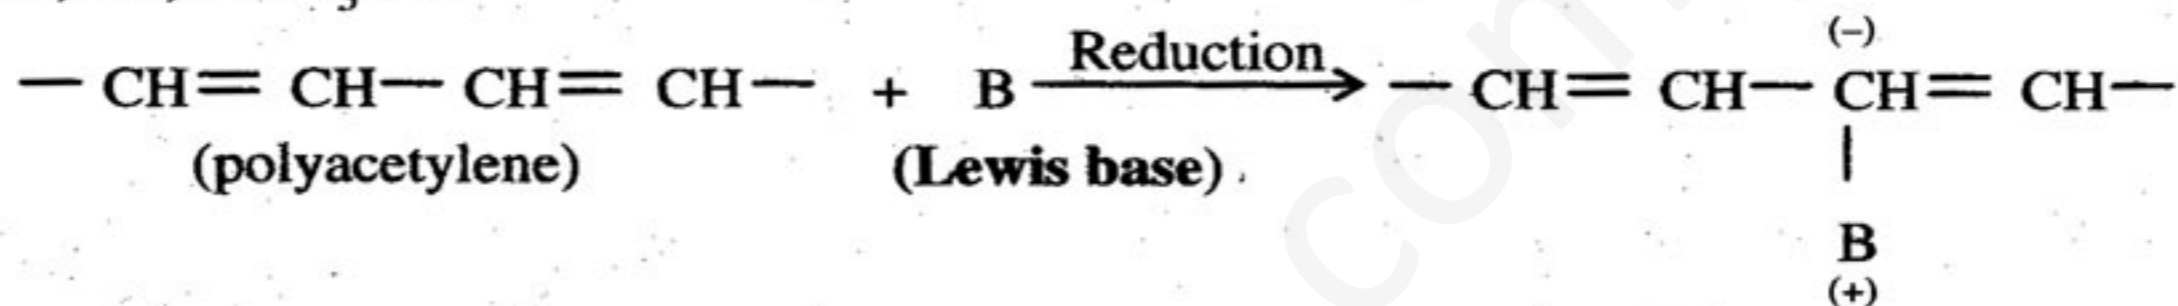 (–)
— CH= CH— CH= CH— + B Reduction → — CH= CH— CH= CH—
(polyacetylene) (Lewis base) .
|
B
(+)